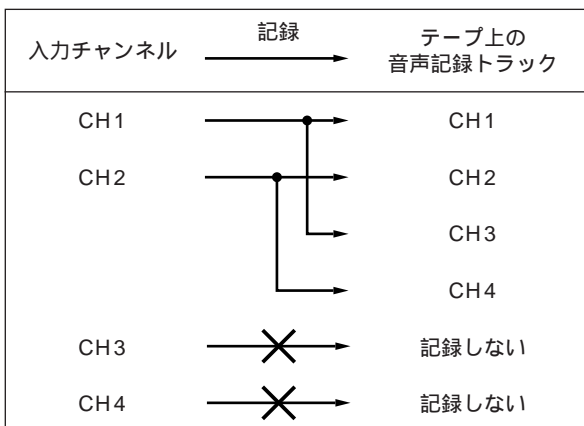 入力チャンネル 記録 テープ上の
音声記録トラック
CH1 CH1
CH2 CH2
CH3
CH4
CH3 記録しない
CH4 記録しない